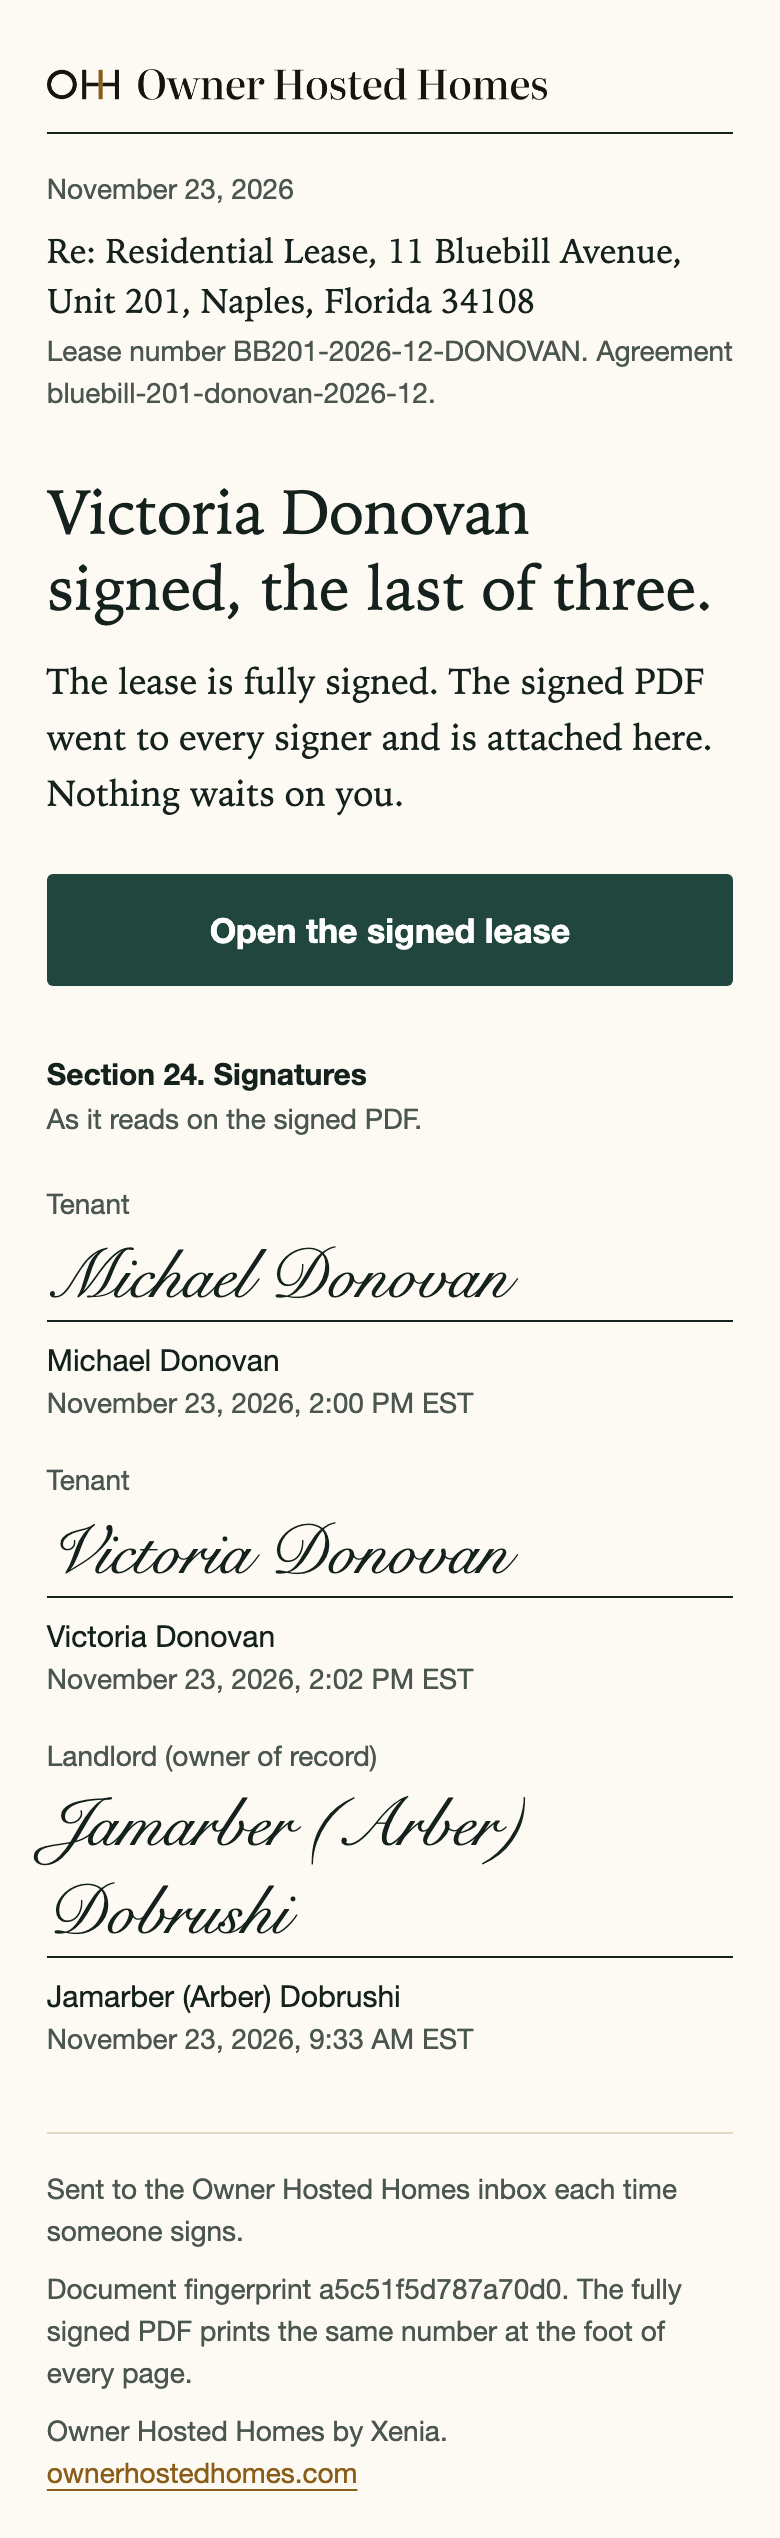 OHH Owner Hosted Homes
November 23, 2026
Re: Residential Lease, 11 Bluebill Avenue,
Unit 201, Naples, Florida 34108
Lease number BB201-2026-12-DONOVAN. Agreement
bluebill-201-donovan-2026-12.
Victoria Donovan
signed, the last of three.
The lease is fully signed. The signed PDF
went to every signer and is attached here.
Nothing waits on you.
Open the signed lease
Section 24. Signatures
As it reads on the signed PDF.
Tenant
Michael Donovan
Michael Donovan
November 23, 2026, 2:00 PM EST
Tenant
Victoria Donovan
Victoria Donovan
November 23, 2026, 2:02 PM EST
Landlord (owner of record)
Jamarber (Arber)
Dobrushi
Jamarber (Arber) Dobrushi
November 23, 2026, 9:33 AM EST
Sent to the Owner Hosted Homes inbox each time
someone signs.
Document fingerprint a5c51f5d787a70d0. The fully
signed PDF prints the same number at the foot of
every page.
Owner Hosted Homes by Xenia.
ownerhostedhomes.com